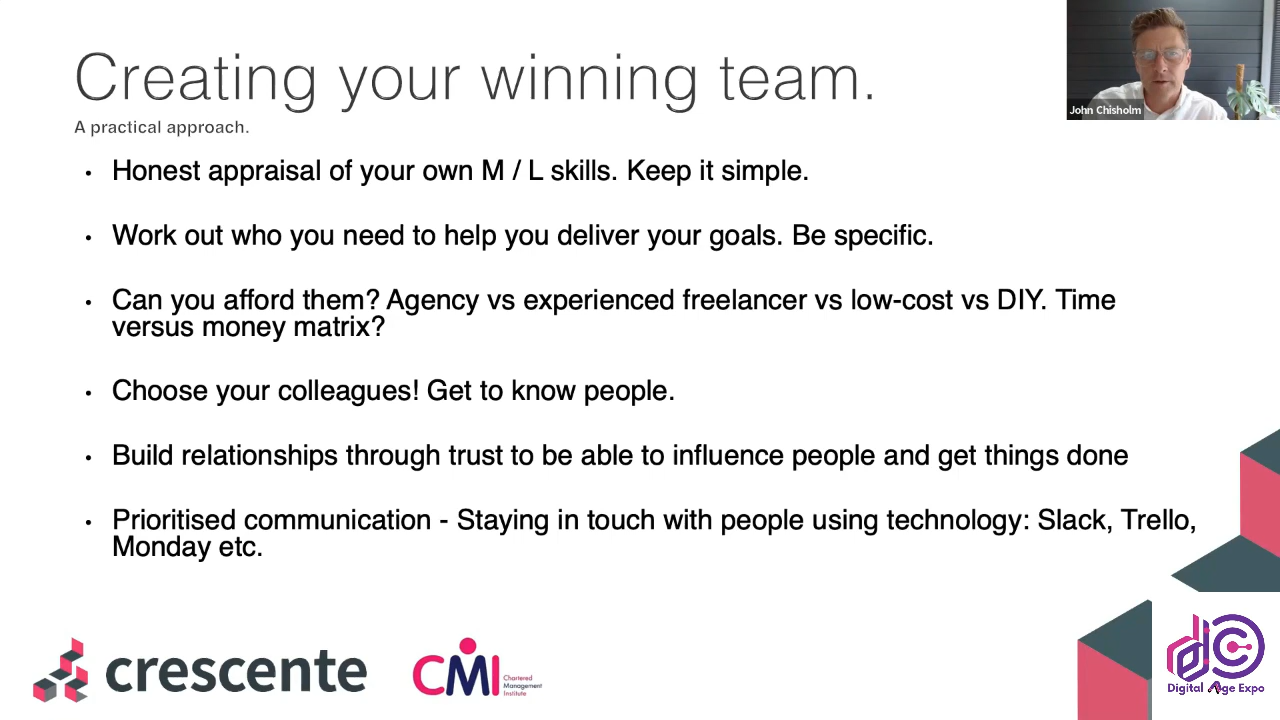 Creating your winning team.
A practical approach.
John Chisholm
• Honest appraisal of your own M / L skills. Keep it simple.
• Work out who you need to help you deliver your goals. Be specific.
• Can you afford them? Agency vs experienced freelancer vs low-cost vs DIY. Time
versus money matrix?
• Choose your colleagues! Get to know people.
• Build relationships through trust to be able to influence people and get things done
• Prioritised communication - Staying in touch with people using technology: Slack, Trello,
Monday etc.
crescente
CMI
Chartered
Management
Institute
dc
Digital Age Expo